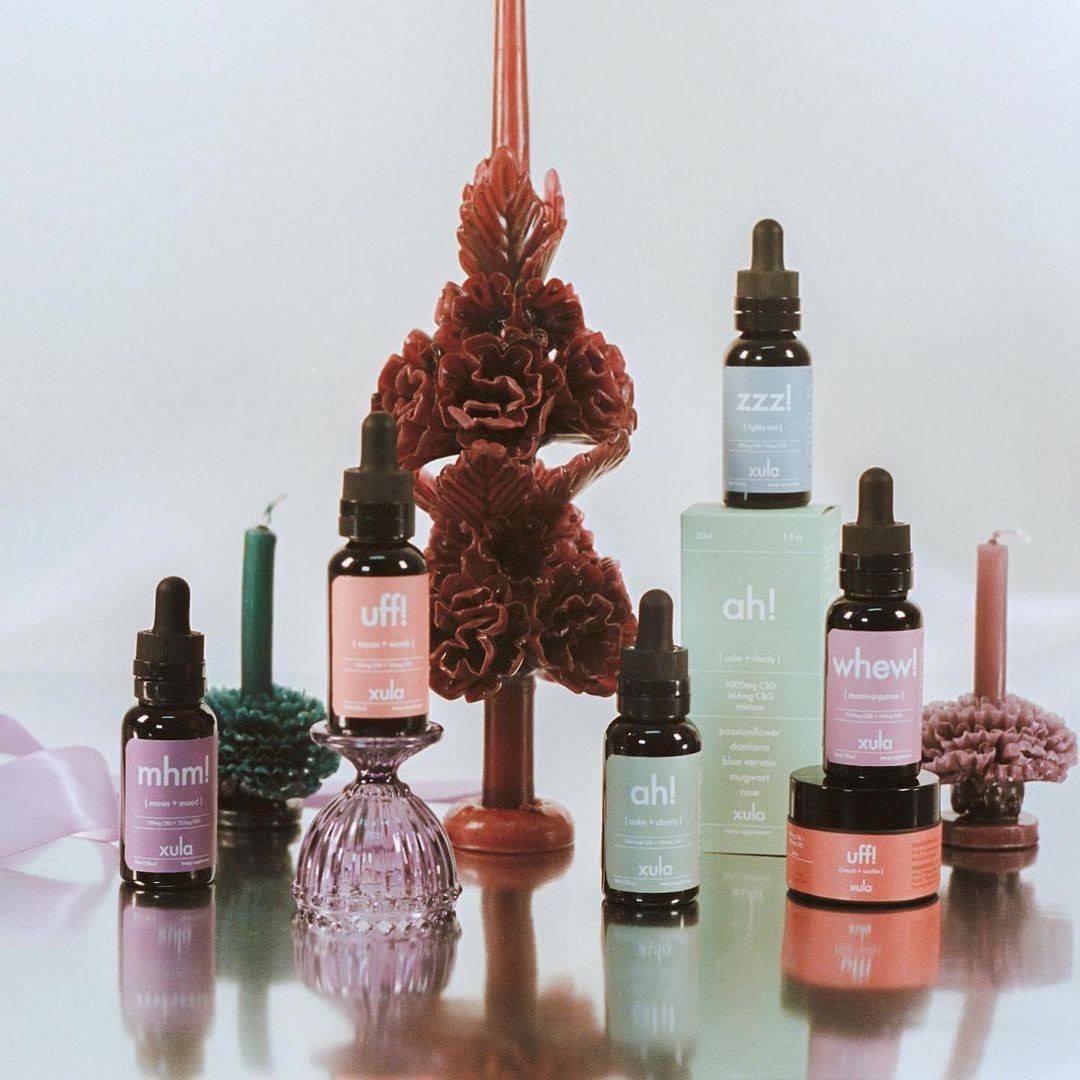 mhm!
{ moon + mood }
xula
uff!
{ moon + womb }
xula
zzz!
{ lights out }
xula
30ml
1 fl oz
ah!
{ calm + clarity }
1000mg CBD
166mg CBG
tincture
passionflower
damiana
blue vervain
mugwort
rose
xula
hemp supplement
ah!
{ calm + clarity }
xula
whew!
{ moon-a-pause }
xula
uff!
xula